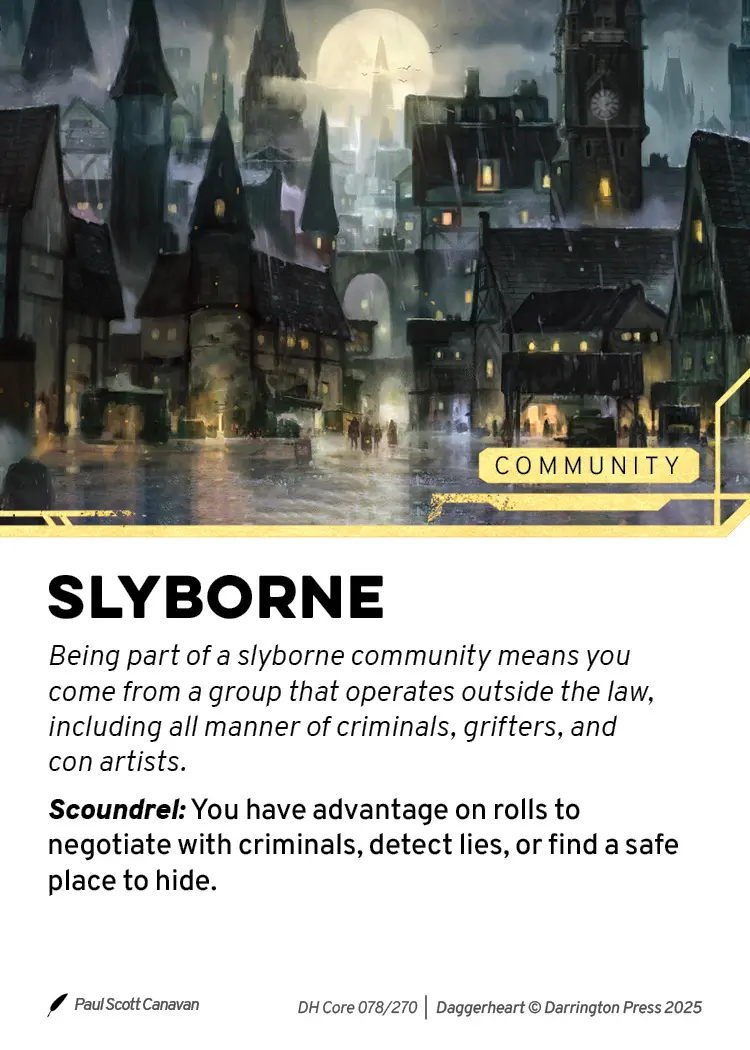 COMMUNITY
SLYBORNE
Being part of a slyborne community means you
come from a group that operates outside the law,
including all manner of criminals, grifters, and
con artists.
Scoundrel: You have advantage on rolls to
negotiate with criminals, detect lies, or find a safe
place to hide.
Paul Scott Canavan
DH Core 078/270 | Daggerheart © Darrington Press 2025